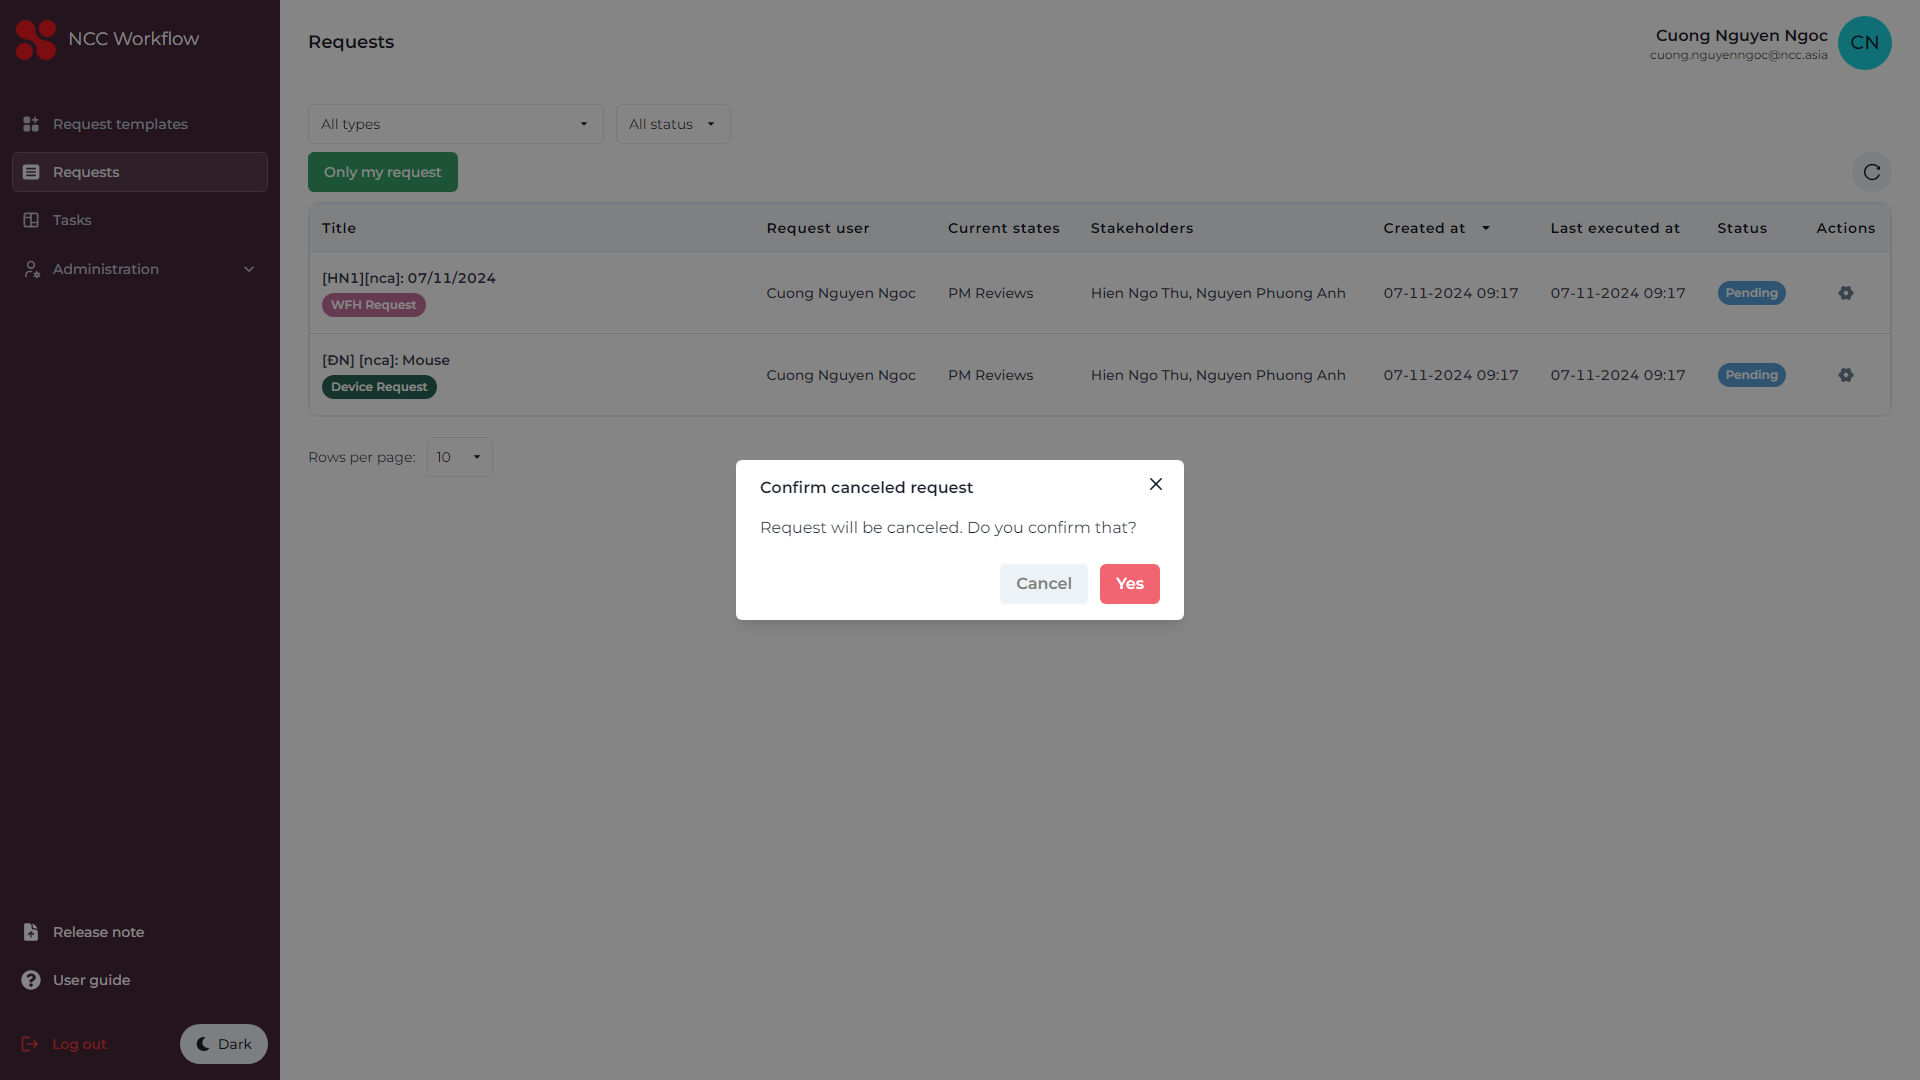 NCC Workflow
Request templates
Requests
Tasks
Administration
Release note
User guide
Log out
Dark
Requests
Cuong Nguyen Ngoc
cuong.nguyenngoc@ncc.asia
CN
All types
All status
Only my request
Title Request user Current states Stakeholders Created at Last executed at Status Actions
[HN1][nca]: 07/11/2024
WFH Request
Cuong Nguyen Ngoc PM Reviews Hien Ngo Thu, Nguyen Phuong Anh 07-11-2024 09:17 07-11-2024 09:17 Pending
[ĐN] [nca]: Mouse
Device Request
Cuong Nguyen Ngoc PM Reviews Hien Ngo Thu, Nguyen Phuong Anh 07-11-2024 09:17 07-11-2024 09:17 Pending
Rows per page: 10
Confirm canceled request
Request will be canceled. Do you confirm that?
Cancel Yes